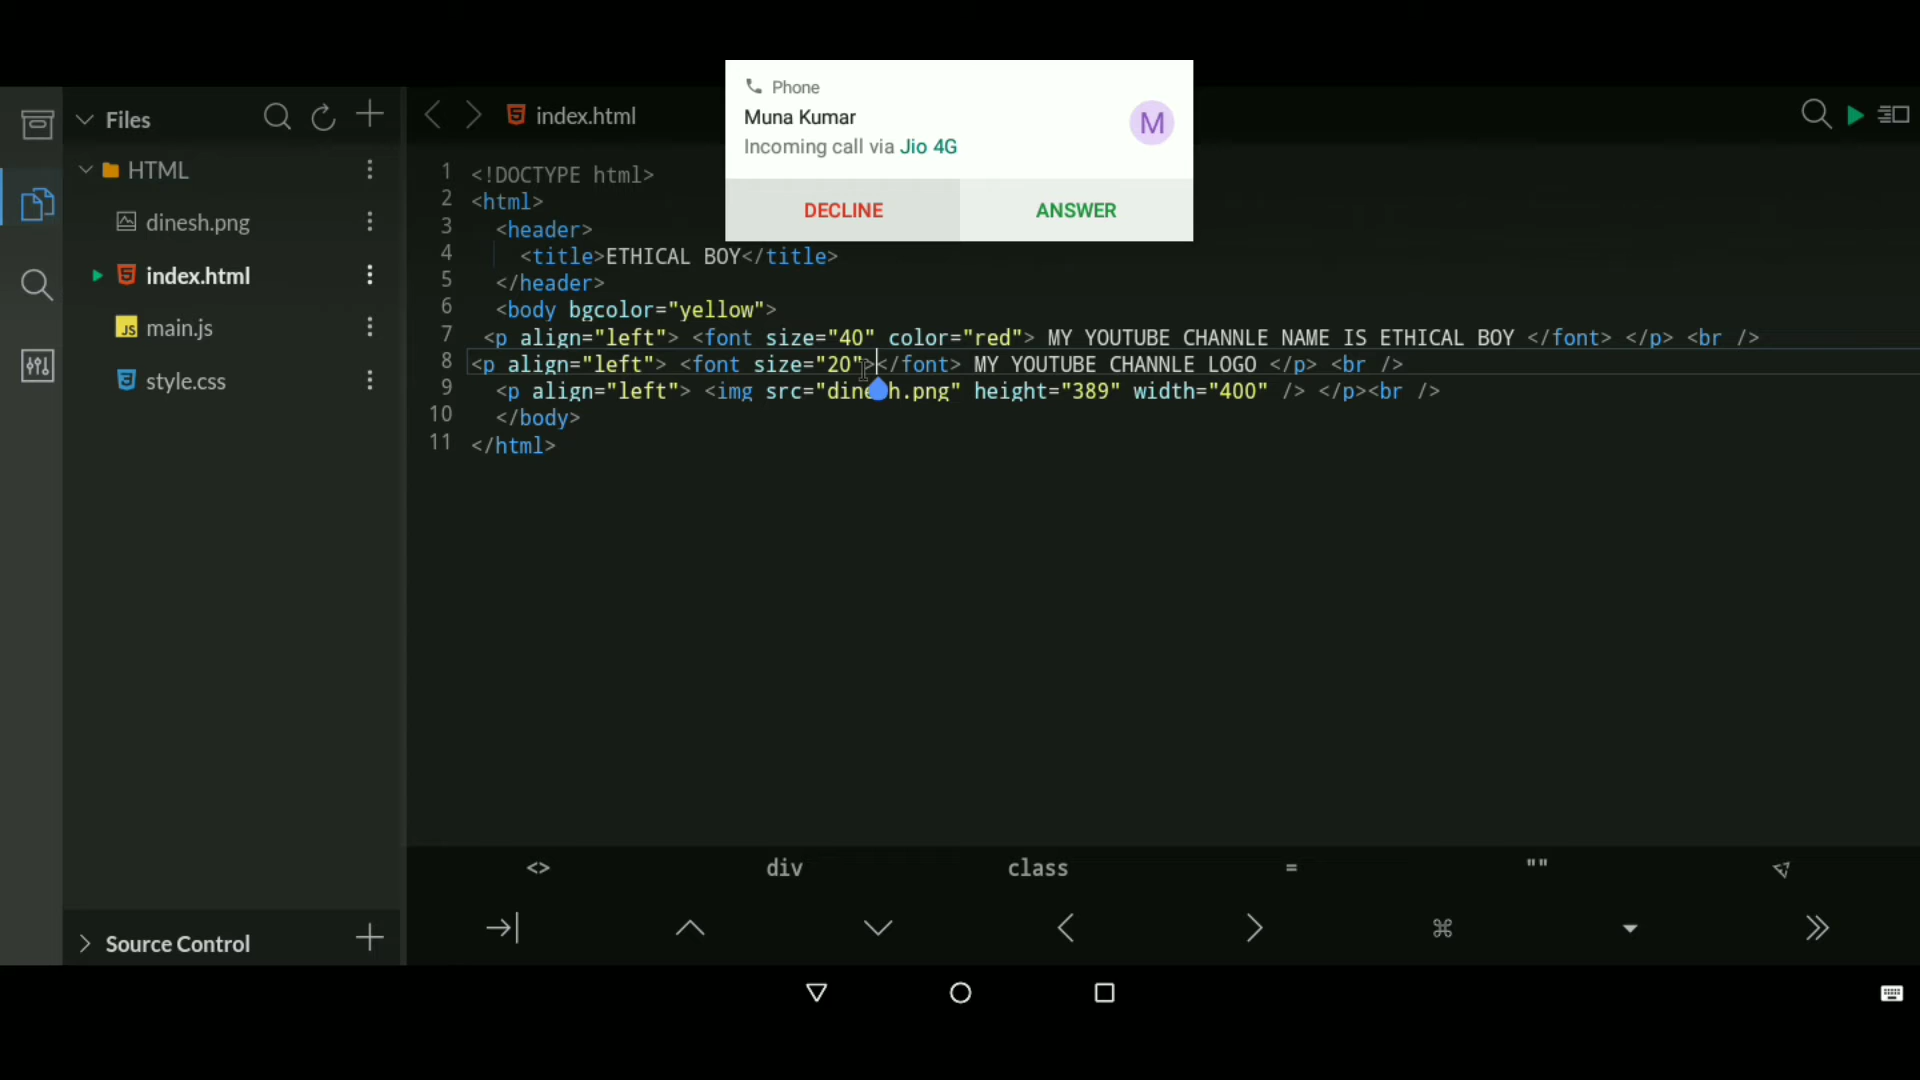 Phone
Muna Kumar
Incoming call via Jio 4G
M
DECLINE
ANSWER
Files
HTML
dinesh.png
index.html
JS main.js
style.css
Source Control
index.html
1 <!DOCTYPE html>
2 <html>
3 <header>
4 <title>ETHICAL BOY</title>
5 </header>
6 <body bgcolor="yellow">
7 <p align="left"> <font size="40" color="red"> MY YOUTUBE CHANNLE NAME IS ETHICAL BOY </font> </p> <br />
8 <p align="left"> <font size="20"></font> MY YOUTUBE CHANNLE LOGO </p> <br />
9 <p align="left"> <img src="dinesh.png" height="389" width="400" /> </p><br />
10 </body>
11 </html>
<> div class = ""